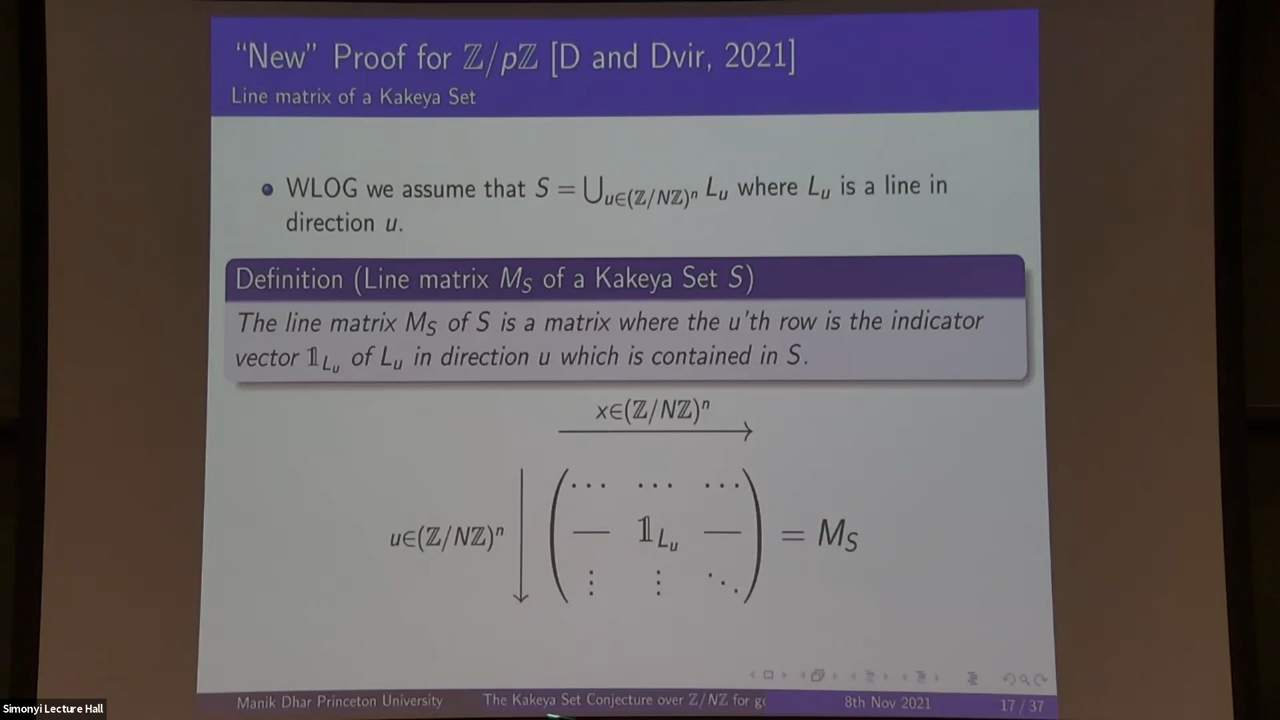 “New” Proof for ℤ/pℤ [D and Dvir, 2021]
Line matrix of a Kakeya Set
• WLOG we assume that S = ⋃_{u∈(ℤ/Nℤ)^n} L_u where L_u is a line in
direction u.
Definition (Line matrix M_S of a Kakeya Set S)
The line matrix M_S of S is a matrix where the u'th row is the indicator
vector 𝟙_{L_u} of L_u in direction u which is contained in S.
x∈(ℤ/Nℤ)^n
⋯ ⋯ ⋯
u∈(ℤ/Nℤ)^n — 𝟙_{L_u} — = M_S
⋮ ⋮ ⋱
Manik Dhar Princeton University The Kakeya Set Conjecture over ℤ/Nℤ for ge 8th Nov 2021 17 / 37
Simonyi Lecture Hall